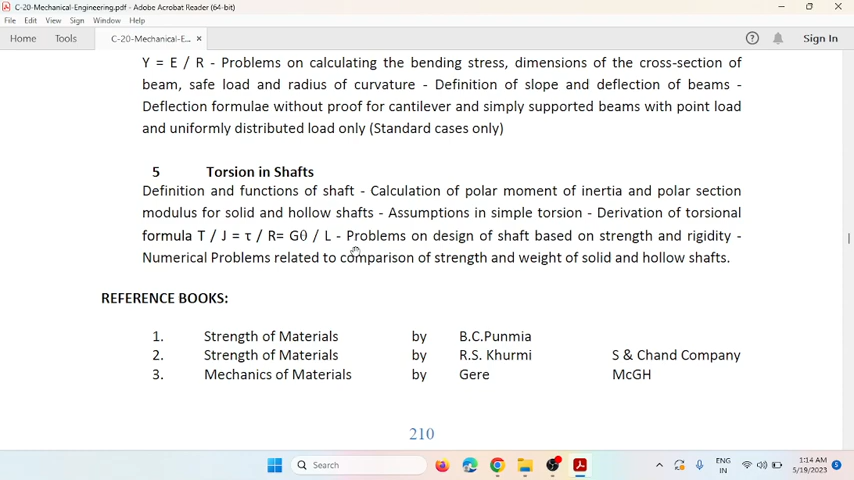 C-20-Mechanical-Engineering.pdf - Adobe Acrobat Reader (64-bit)
File Edit View Sign Window Help
Home Tools C-20-Mechanical-E... × Sign In
Y = E / R - Problems on calculating the bending stress, dimensions of the cross-section of
beam, safe load and radius of curvature - Definition of slope and deflection of beams -
Deflection formulae without proof for cantilever and simply supported beams with point load
and uniformly distributed load only (Standard cases only)
5 Torsion in Shafts
Definition and functions of shaft - Calculation of polar moment of inertia and polar section
modulus for solid and hollow shafts - Assumptions in simple torsion - Derivation of torsional
formula T / J = τ / R= Gθ / L - Problems on design of shaft based on strength and rigidity -
Numerical Problems related to comparison of strength and weight of solid and hollow shafts.
REFERENCE BOOKS:
1. Strength of Materials by B.C.Punmia
2. Strength of Materials by R.S. Khurmi S & Chand Company
3. Mechanics of Materials by Gere McGH
210
Search ENG 1:14 AM
IN 5/19/2023 5